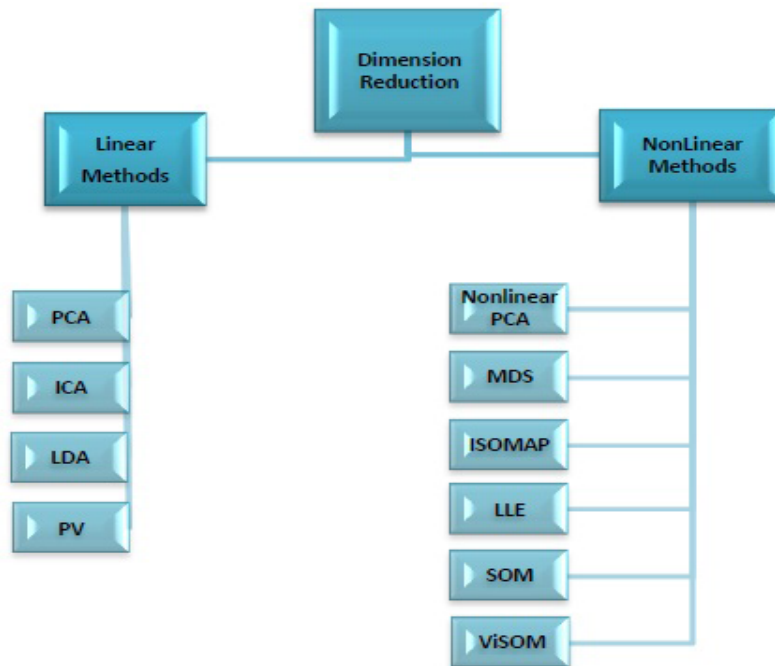 Dimension
Reduction
Linear
Methods
NonLinear
Methods
PCA
ICA
LDA
PV
Nonlinear
PCA
MDS
ISOMAP
LLE
SOM
ViSOM